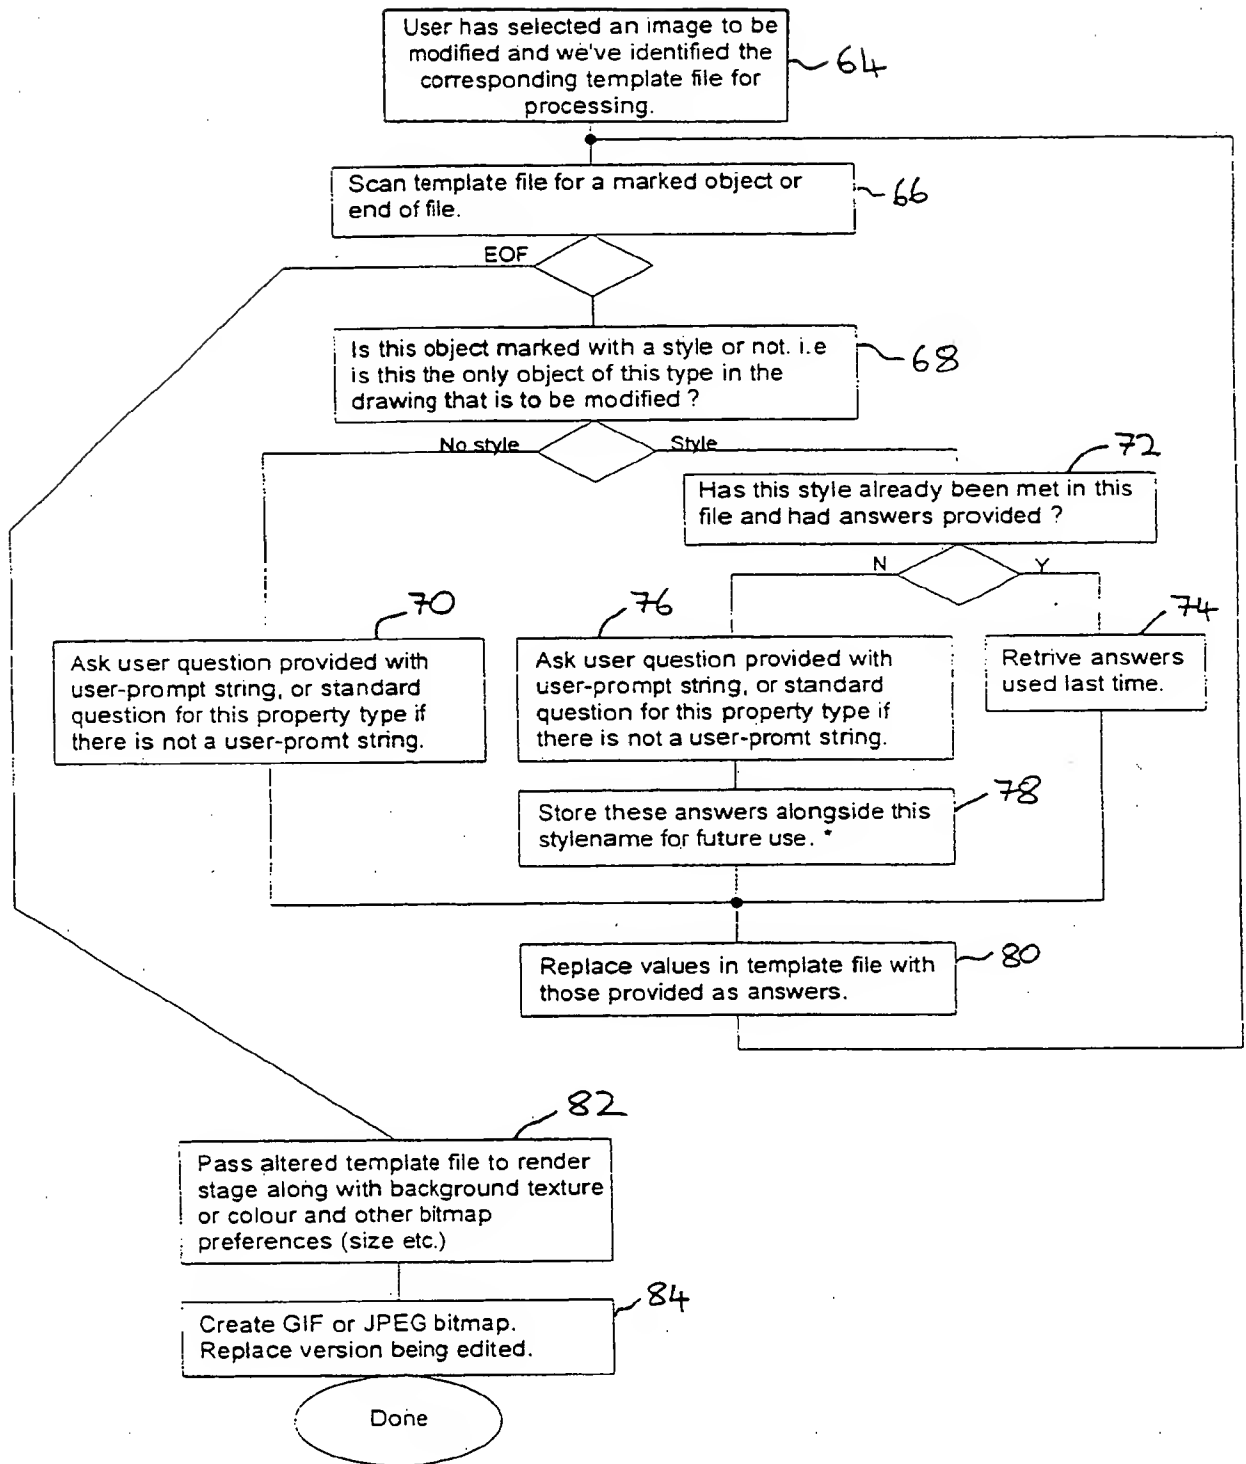 User has selected an image to be
modified and we've identified the
corresponding template file for
processing.
64
Scan template file for a marked object or
end of file.
66
EOF
Is this object marked with a style or not. i.e
is this the only object of this type in the
drawing that is to be modified ?
68
No style
Style
72
Has this style already been met in this
file and had answers provided ?
N
Y
70
Ask user question provided with
user-prompt string, or standard
question for this property type if
there is not a user-promt string.
76
Ask user question provided with
user-prompt string, or standard
question for this property type if
there is not a user-promt string.
74
Retrive answers
used last time.
78
Store these answers alongside this
stylename for future use. *
Replace values in template file with
those provided as answers.
80
82
Pass altered template file to render
stage along with background texture
or colour and other bitmap
preferences (size etc.)
84
Create GIF or JPEG bitmap.
Replace version being edited.
Done